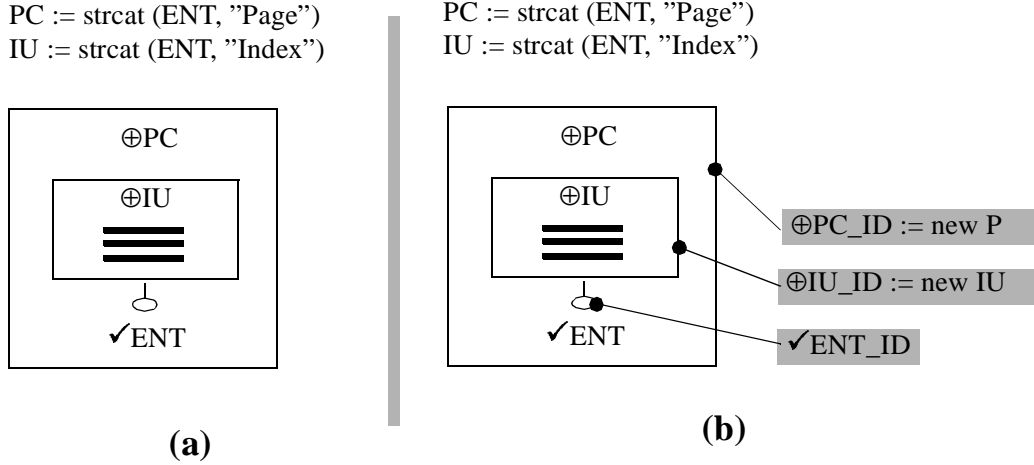 PC := strcat (ENT, ”Page”)
IU := strcat (ENT, ”Index”)
⊕PC
⊕IU
✓ENT
(a)
PC := strcat (ENT, ”Page”)
IU := strcat (ENT, ”Index”)
⊕PC
⊕IU
✓ENT
⊕PC_ID := new P
⊕IU_ID := new IU
✓ENT_ID
(b)